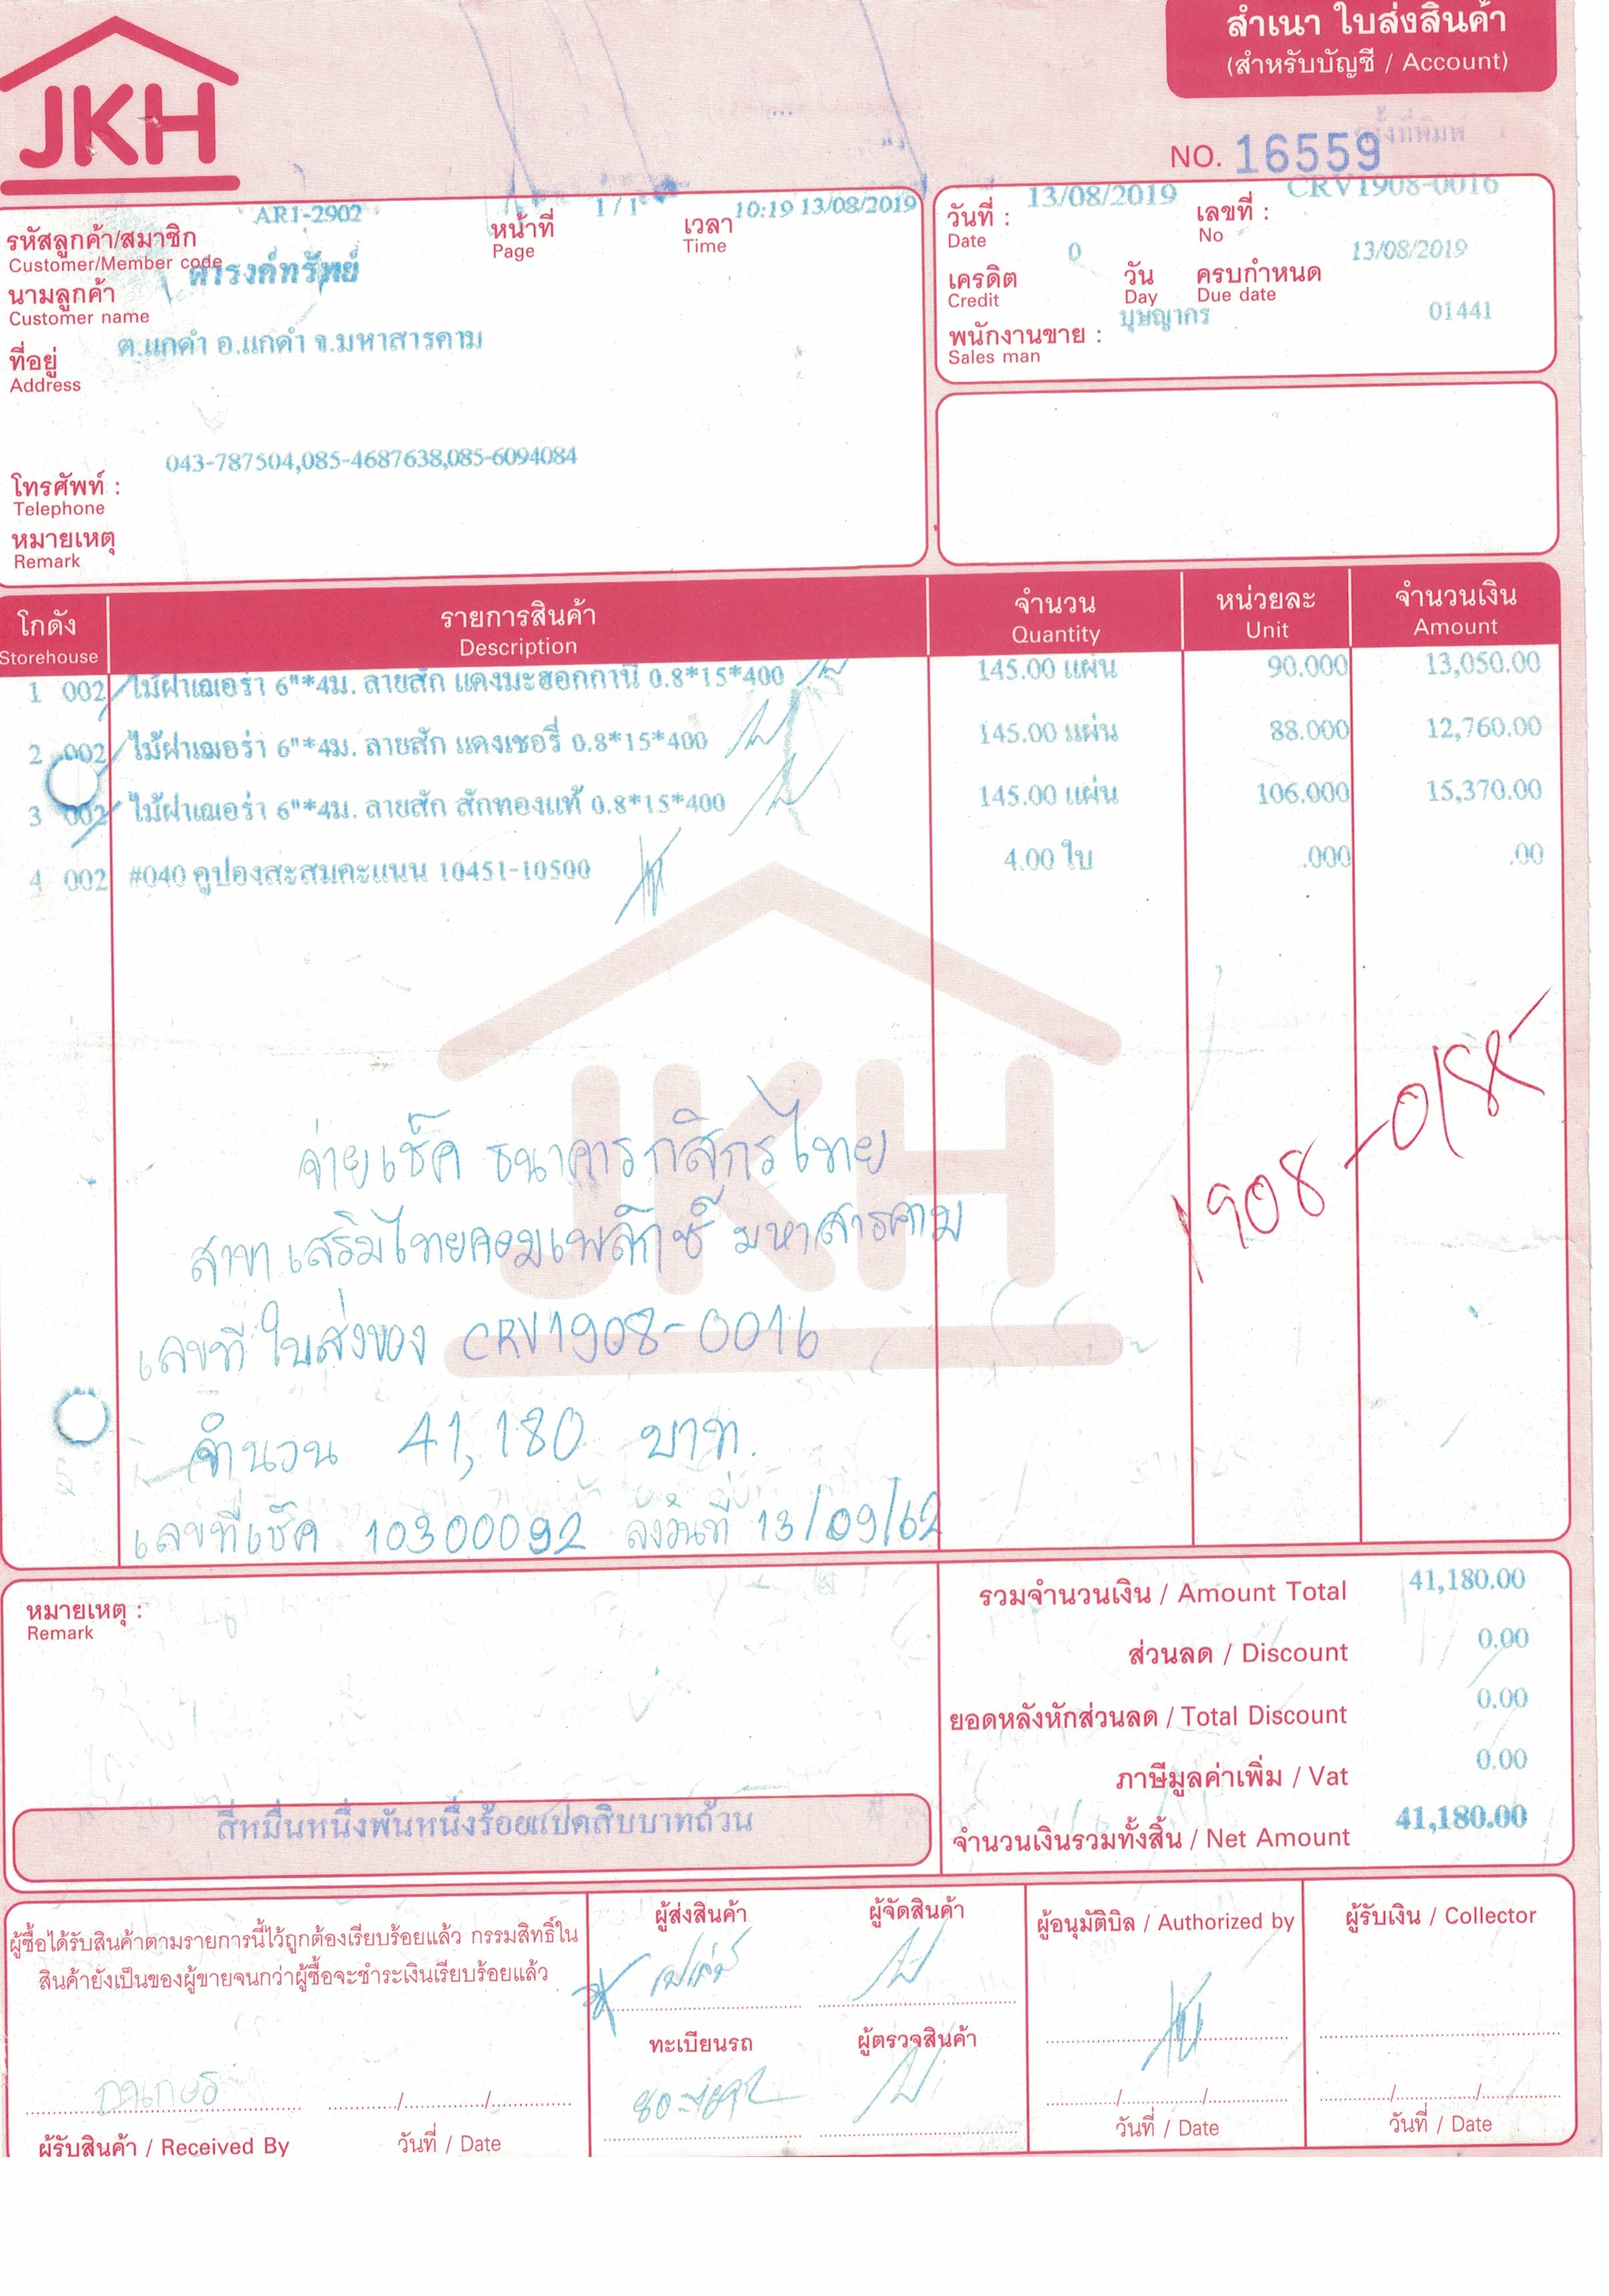 สำเนา ใบส่งสินค้า
(สำหรับบัญชี / Account)
JKH
ครั้งที่พิมพ์ :
NO. 16559
รหัสลูกค้า/สมาชิก AR1-2902 หน้าที่ 1 / 1 เวลา 10:19 13/08/2019
Customer/Member code Page Time
นามลูกค้า ดำรงค์ทรัพย์
Customer name
ที่อยู่ ต.แกดำ อ.แกดำ จ.มหาสารคาม
Address
โทรศัพท์ : 043-787504,085-4687638,085-6094084
Telephone
หมายเหตุ
Remark
วันที่ : 13/08/2019 เลขที่ : CRV1908-0016
Date No
เครดิต 0 วัน ครบกำหนด 13/08/2019
Credit Day Due date
พนักงานขาย : บุษญากร 01441
Sales man
โกดัง รายการสินค้า จำนวน หน่วยละ จำนวนเงิน
Storehouse Description Quantity Unit Amount
1 002 ไม้ฝาเฌอร่า 6"*4ม. ลายสัก แดงมะฮอกกานี 0.8*15*400 145.00 แผ่น 90.000 13,050.00
2 002 ไม้ฝาเฌอร่า 6"*4ม. ลายสัก แดงเชอรี่ 0.8*15*400 145.00 แผ่น 88.000 12,760.00
3 002 ไม้ฝาเฌอร่า 6"*4ม. ลายสัก สักทองแท้ 0.8*15*400 145.00 แผ่น 106.000 15,370.00
4 002 #040 คูปองสะสมคะแนน 10451-10500 4.00 ใบ .000 .00
JKH
1908-0185
จ่ายเช็ค ธนาคารกสิกรไทย
สาขา เสริมไทยคอมเพล็กซ์ มหาสารคาม
เลขที่ ใบส่งของ CRV1908-0016
จำนวน 41,180 บาท.
เลขที่เช็ค 10300092 ลงวันที่ 13/09/62
หมายเหตุ :
Remark
รวมจำนวนเงิน / Amount Total 41,180.00
ส่วนลด / Discount 0.00
ยอดหลังหักส่วนลด / Total Discount 0.00
ภาษีมูลค่าเพิ่ม / Vat 0.00
สี่หมื่นหนึ่งพันหนึ่งร้อยแปดสิบบาทถ้วน
จำนวนเงินรวมทั้งสิ้น / Net Amount 41,180.00
ผู้ซื้อได้รับสินค้าตามรายการนี้ไว้ถูกต้องเรียบร้อยแล้ว กรรมสิทธิ์ใน
สินค้ายังเป็นของผู้ขายจนกว่าผู้ซื้อจะชำระเงินเรียบร้อยแล้ว
ผู้รับสินค้า / Received By วันที่ / Date
ผู้ส่งสินค้า ผู้จัดสินค้า
ทะเบียนรถ ผู้ตรวจสินค้า
ผู้อนุมัติบิล / Authorized by
วันที่ / Date
ผู้รับเงิน / Collector
วันที่ / Date